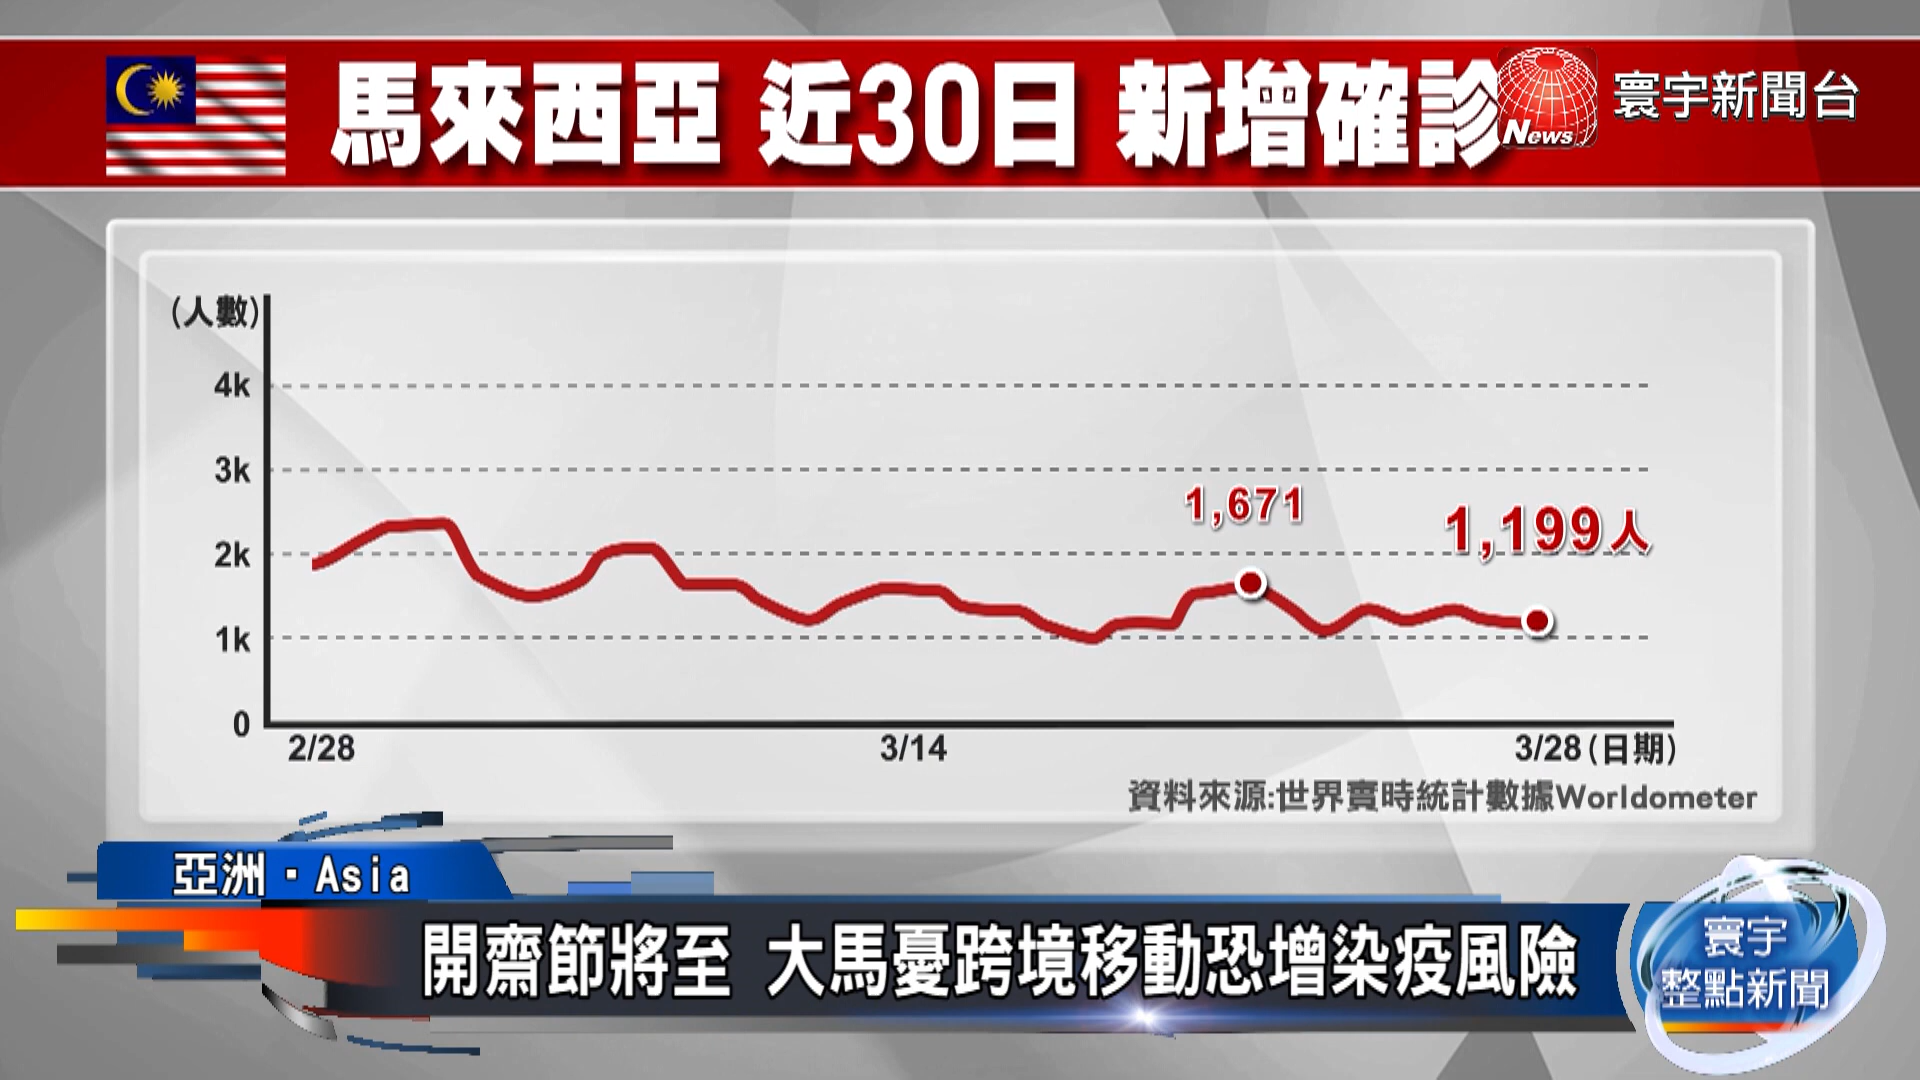 馬來西亞 近30日 新增確診
News
寰宇新聞台
(人數)
4k
3k
2k
1k
0
1,671
1,199人
2/28
3/14
3/28(日期)
資料來源:世界實時統計數據Worldometer
亞洲·Asia
開齋節將至 大馬憂跨境移動恐增染疫風險
寰宇
整點新聞